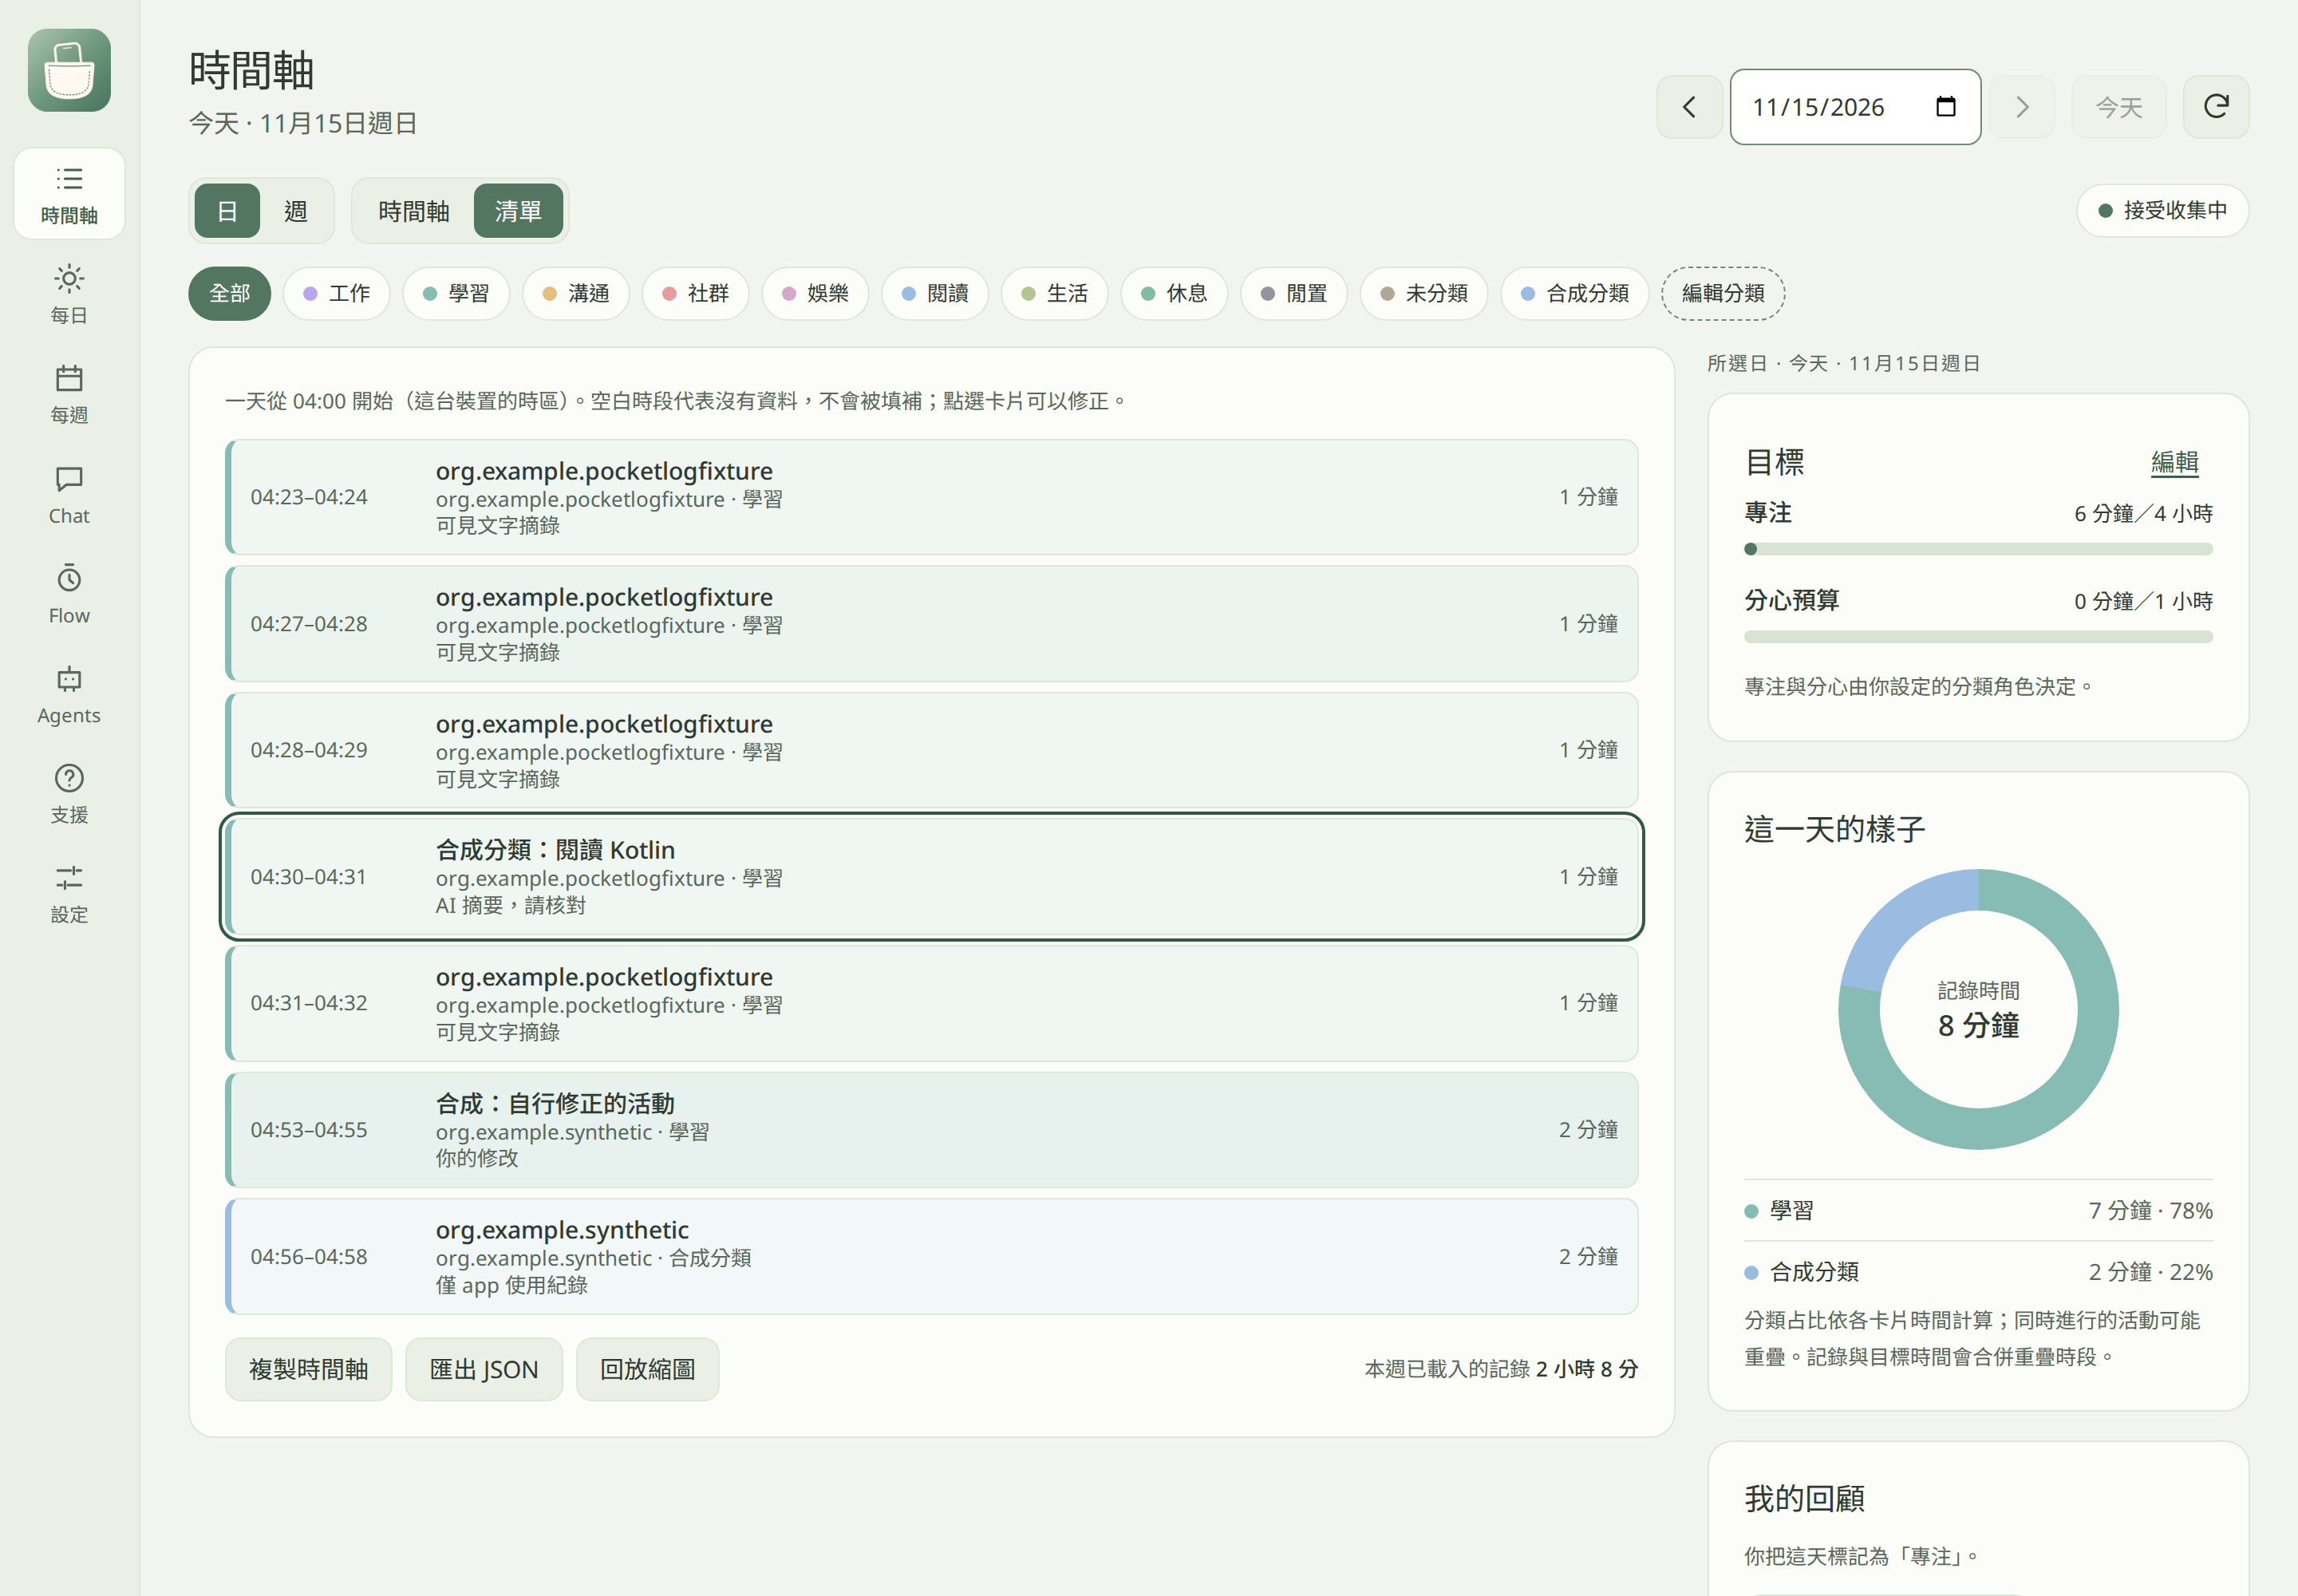 時間軸
每日
每週
Chat
Flow
Agents
支援
設定
時間軸
今天 · 11月15日週日
11/15/2026
今天
日
週
時間軸
清單
接受收集中
全部
工作
學習
溝通
社群
娛樂
閱讀
生活
休息
閒置
未分類
合成分類
編輯分類
一天從 04:00 開始（這台裝置的時區）。空白時段代表沒有資料，不會被填補；點選卡片可以修正。
04:23–04:24
org.example.pocketlogfixture
org.example.pocketlogfixture · 學習
可見文字摘錄
1 分鐘
04:27–04:28
org.example.pocketlogfixture
org.example.pocketlogfixture · 學習
可見文字摘錄
1 分鐘
04:28–04:29
org.example.pocketlogfixture
org.example.pocketlogfixture · 學習
可見文字摘錄
1 分鐘
04:30–04:31
合成分類：閱讀 Kotlin
org.example.pocketlogfixture · 學習
AI 摘要，請核對
1 分鐘
04:31–04:32
org.example.pocketlogfixture
org.example.pocketlogfixture · 學習
可見文字摘錄
1 分鐘
04:53–04:55
合成：自行修正的活動
org.example.synthetic · 學習
你的修改
2 分鐘
04:56–04:58
org.example.synthetic
org.example.synthetic · 合成分類
僅 app 使用紀錄
2 分鐘
複製時間軸
匯出 JSON
回放縮圖
本週已載入的記錄 2 小時 8 分
所選日 · 今天 · 11月15日週日
目標
編輯
專注
6 分鐘／4 小時
分心預算
0 分鐘／1 小時
專注與分心由你設定的分類角色決定。
這一天的樣子
記錄時間
8 分鐘
學習
7 分鐘 · 78%
合成分類
2 分鐘 · 22%
分類占比依各卡片時間計算；同時進行的活動可能
重疊。記錄與目標時間會合併重疊時段。
我的回顧
你把這天標記為「專注」。